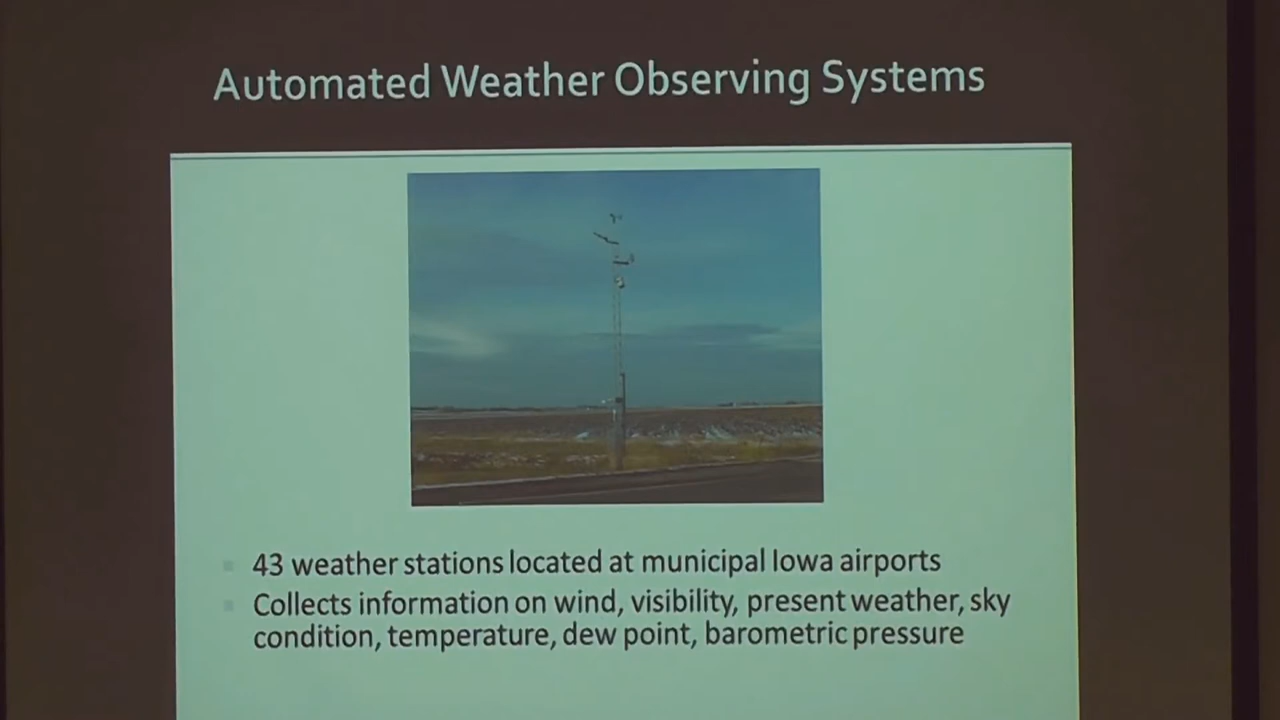 Automated Weather Observing Systems
43 weather stations located at municipal Iowa airports
Collects information on wind, visibility, present weather, sky
condition, temperature, dew point, barometric pressure